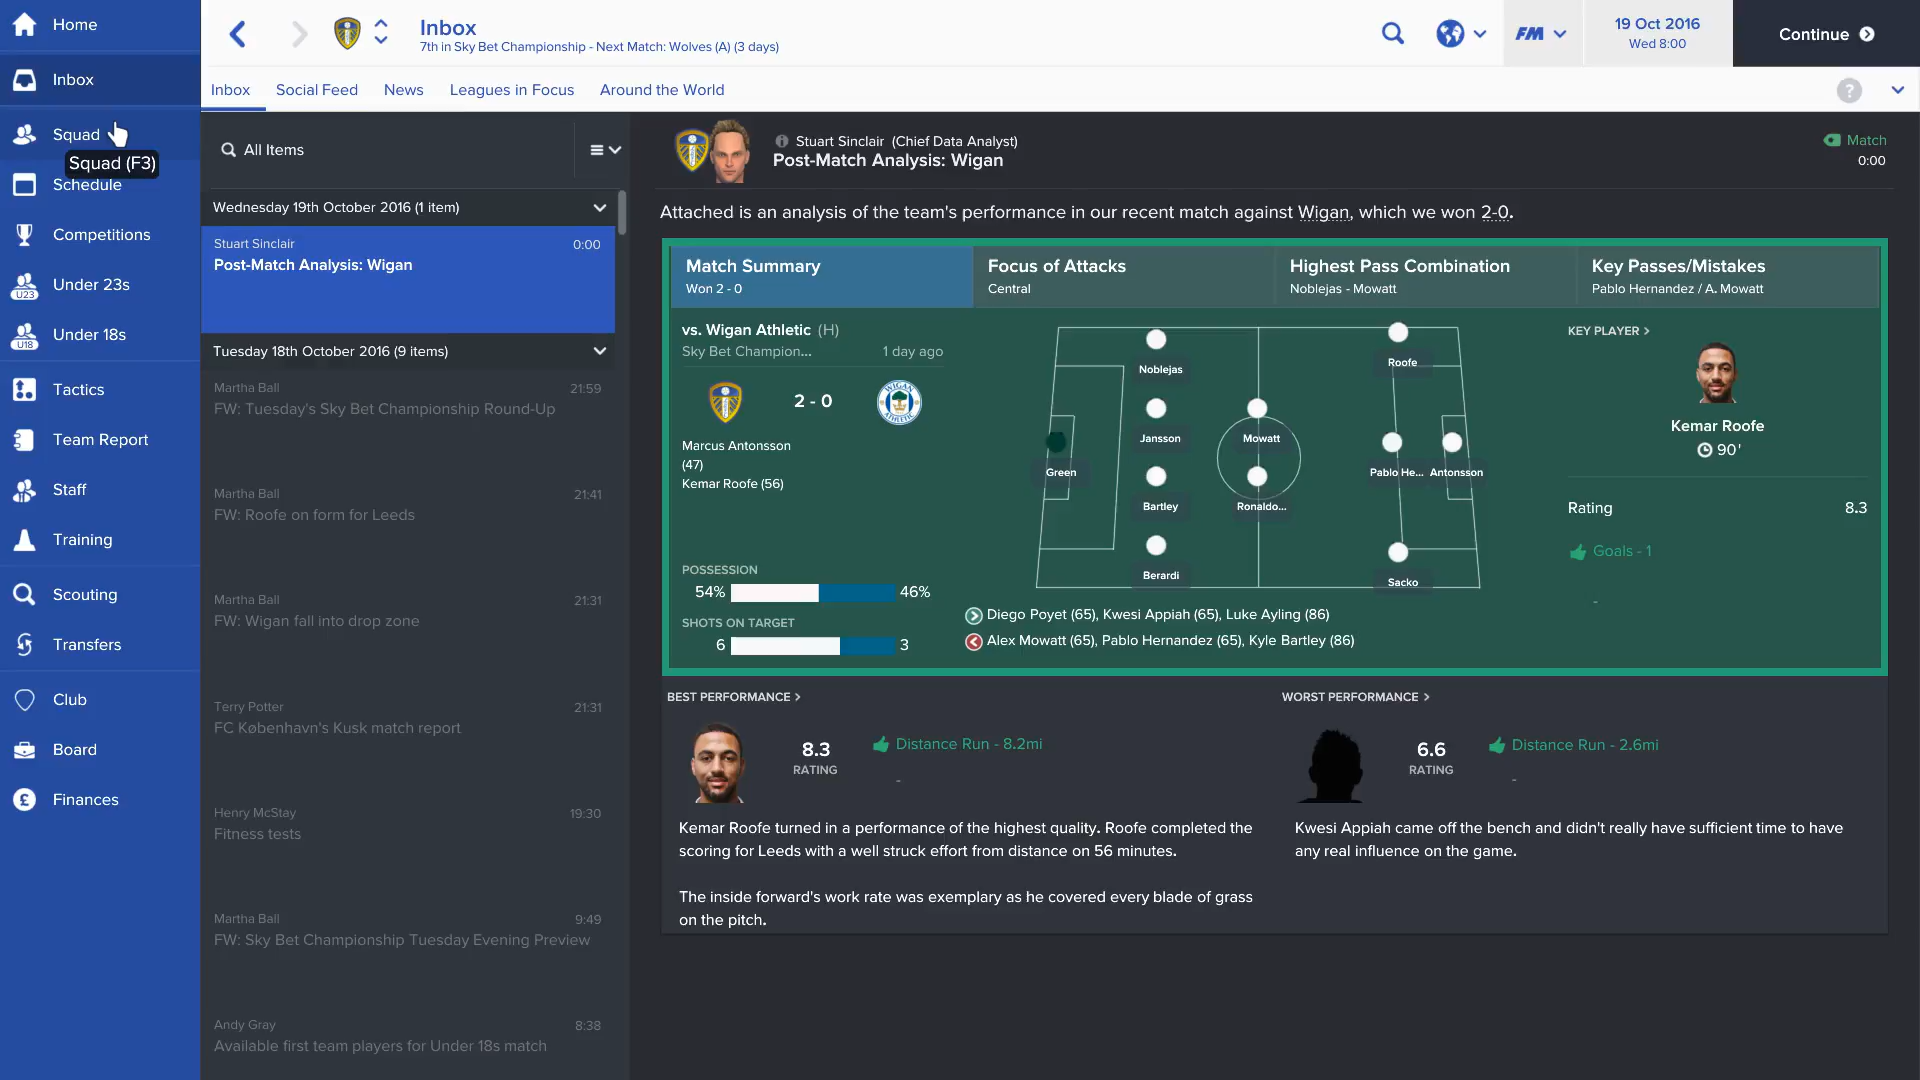 Home
Inbox
Squad
Squad (F3)
Schedule
Competitions
U23
Under 23s
U18
Under 18s
Tactics
Team Report
Staff
Training
Scouting
Transfers
Club
Board
Finances
Inbox
7th in Sky Bet Championship - Next Match: Wolves (A) (3 days)
FM
19 Oct 2016
Wed 8:00
Continue
Inbox
Social Feed
News
Leagues in Focus
Around the World
?
All Items
Wednesday 19th October 2016 (1 item)
Stuart Sinclair 0:00
Post-Match Analysis: Wigan
Tuesday 18th October 2016 (9 items)
Martha Ball 21:59
FW: Tuesday's Sky Bet Championship Round-Up
Martha Ball 21:41
FW: Roofe on form for Leeds
Martha Ball 21:31
FW: Wigan fall into drop zone
Terry Potter 21:31
FC København's Kusk match report
Henry McStay 19:30
Fitness tests
Martha Ball 9:49
FW: Sky Bet Championship Tuesday Evening Preview
Andy Gray 8:38
Available first team players for Under 18s match
Stuart Sinclair (Chief Data Analyst)
Post-Match Analysis: Wigan
Match
0:00
Attached is an analysis of the team's performance in our recent match against Wigan, which we won 2-0.
Match Summary
Won 2 - 0
Focus of Attacks
Central
Highest Pass Combination
Noblejas - Mowatt
Key Passes/Mistakes
Pablo Hernandez / A. Mowatt
vs. Wigan Athletic (H)
Sky Bet Champion... 1 day ago
2 - 0
WIGAN
ATHLETIC
Marcus Antonsson
(47)
Kemar Roofe (56)
POSSESSION
54% 46%
SHOTS ON TARGET
6 3
Noblejas
Roofe
Jansson
Mowatt
Green
Pablo He...
Antonsson
Bartley
Ronaldo...
Berardi
Sacko
Diego Poyet (65), Kwesi Appiah (65), Luke Ayling (86)
Alex Mowatt (65), Pablo Hernandez (65), Kyle Bartley (86)
KEY PLAYER >
Kemar Roofe
90'
Rating 8.3
Goals - 1
-
BEST PERFORMANCE >
8.3
RATING
Distance Run - 8.2mi
-
Kemar Roofe turned in a performance of the highest quality. Roofe completed the
scoring for Leeds with a well struck effort from distance on 56 minutes.
The inside forward's work rate was exemplary as he covered every blade of grass
on the pitch.
WORST PERFORMANCE >
6.6
RATING
Distance Run - 2.6mi
-
Kwesi Appiah came off the bench and didn't really have sufficient time to have
any real influence on the game.